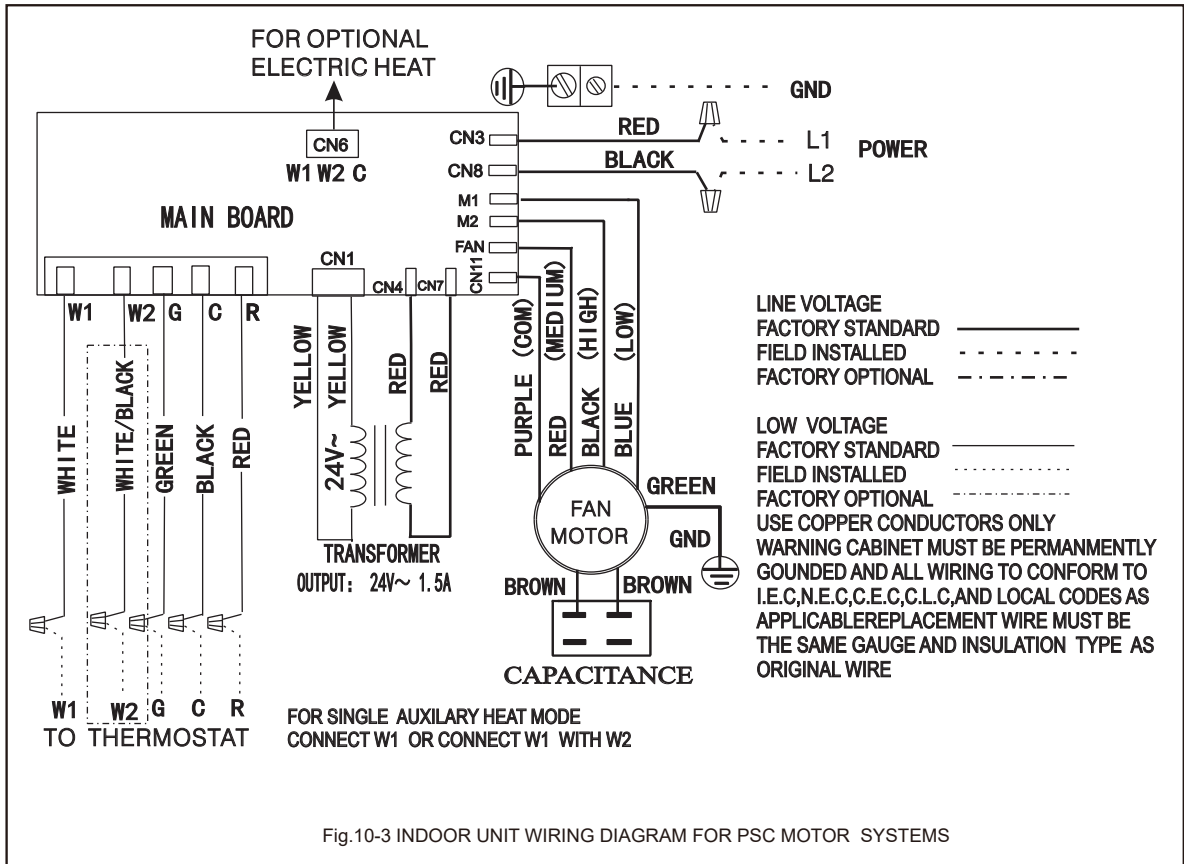 FOR OPTIONAL
ELECTRIC HEAT
GND
CN3
RED
L1
POWER
CN6
CN8
BLACK
L2
W1 W2 C
M1
MAIN BOARD
M2
FAN
CN1
CN4
CN7
CN11
W1
W2
G
C
R
WHITE
WHITE/BLACK
GREEN
BLACK
RED
YELLOW
YELLOW
RED
RED
24V~
PURPLE (COM)
RED (MEDIUM)
BLACK (HIGH)
BLUE (LOW)
LINE VOLTAGE
FACTORY STANDARD
FIELD INSTALLED
FACTORY OPTIONAL
LOW VOLTAGE
FACTORY STANDARD
FIELD INSTALLED
FACTORY OPTIONAL
USE COPPER CONDUCTORS ONLY
WARNING CABINET MUST BE PERMANMENTLY
GOUNDED AND ALL WIRING TO CONFORM TO
I.E.C,N.E.C,C.E.C,C.L.C,AND LOCAL CODES AS
APPLICABLEREPLACEMENT WIRE MUST BE
THE SAME GAUGE AND INSULATION TYPE AS
ORIGINAL WIRE
GREEN
FAN
MOTOR
GND
TRANSFORMER
OUTPUT: 24V~ 1.5A
BROWN
BROWN
CAPACITANCE
W1
W2
G
C
R
TO THERMOSTAT
FOR SINGLE AUXILARY HEAT MODE
CONNECT W1 OR CONNECT W1 WITH W2
Fig.10-3 INDOOR UNIT WIRING DIAGRAM FOR PSC MOTOR SYSTEMS